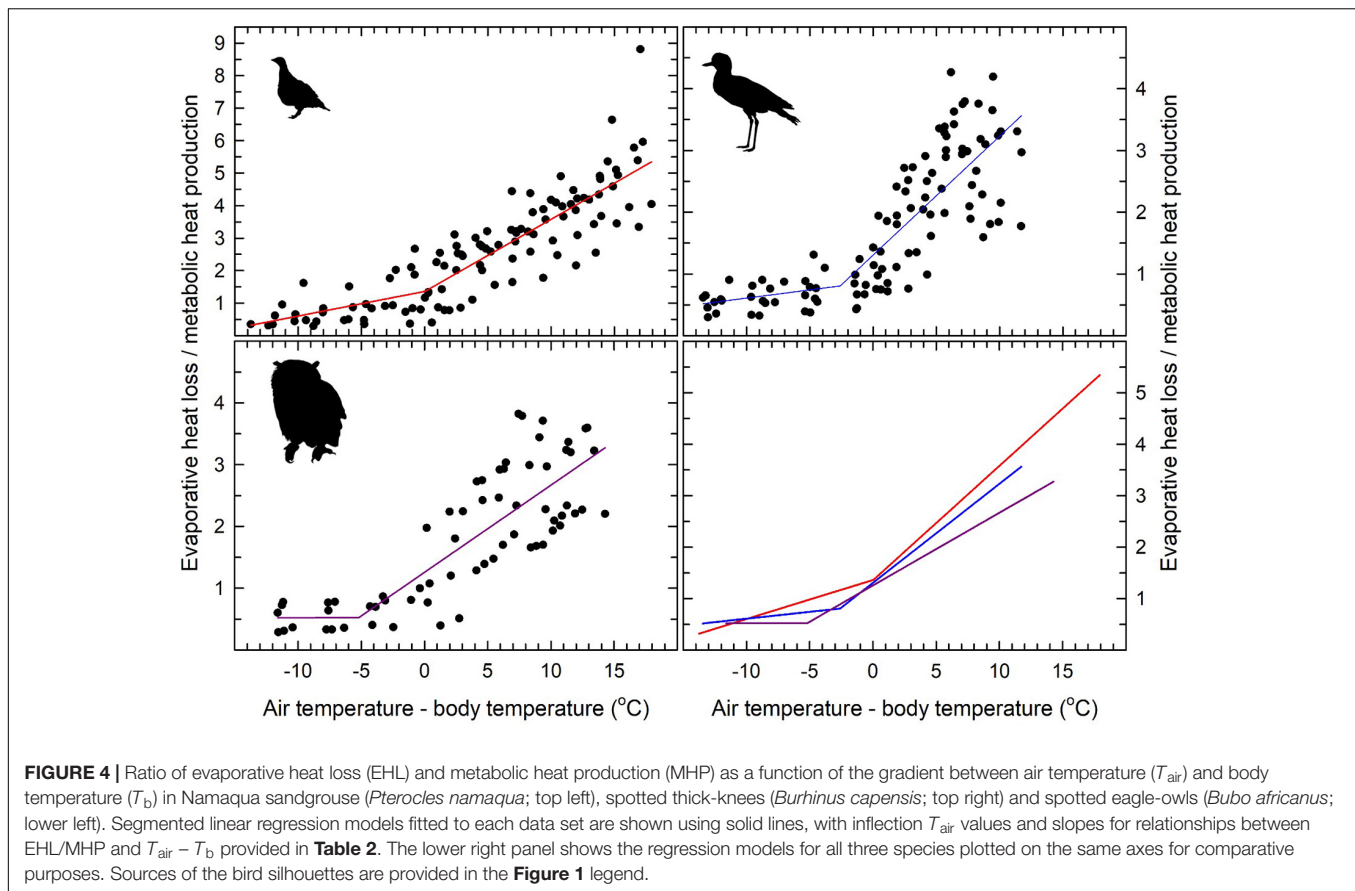 9
8
7
6
5
4
3
2
1
Evaporative heat loss / metabolic heat production
4
3
2
1
Evaporative heat loss / metabolic heat production
4
3
2
1
5
4
3
2
1
-10 -5 0 5 10 15
-10 -5 0 5 10 15
Air temperature - body temperature (°C)
Air temperature - body temperature (°C)
FIGURE 4 | Ratio of evaporative heat loss (EHL) and metabolic heat production (MHP) as a function of the gradient between air temperature (Tair) and body
temperature (Tb) in Namaqua sandgrouse (Pterocles namaqua; top left), spotted thick-knees (Burhinus capensis; top right) and spotted eagle-owls (Bubo africanus;
lower left). Segmented linear regression models fitted to each data set are shown using solid lines, with inflection Tair values and slopes for relationships between
EHL/MHP and Tair – Tb provided in Table 2. The lower right panel shows the regression models for all three species plotted on the same axes for comparative
purposes. Sources of the bird silhouettes are provided in the Figure 1 legend.